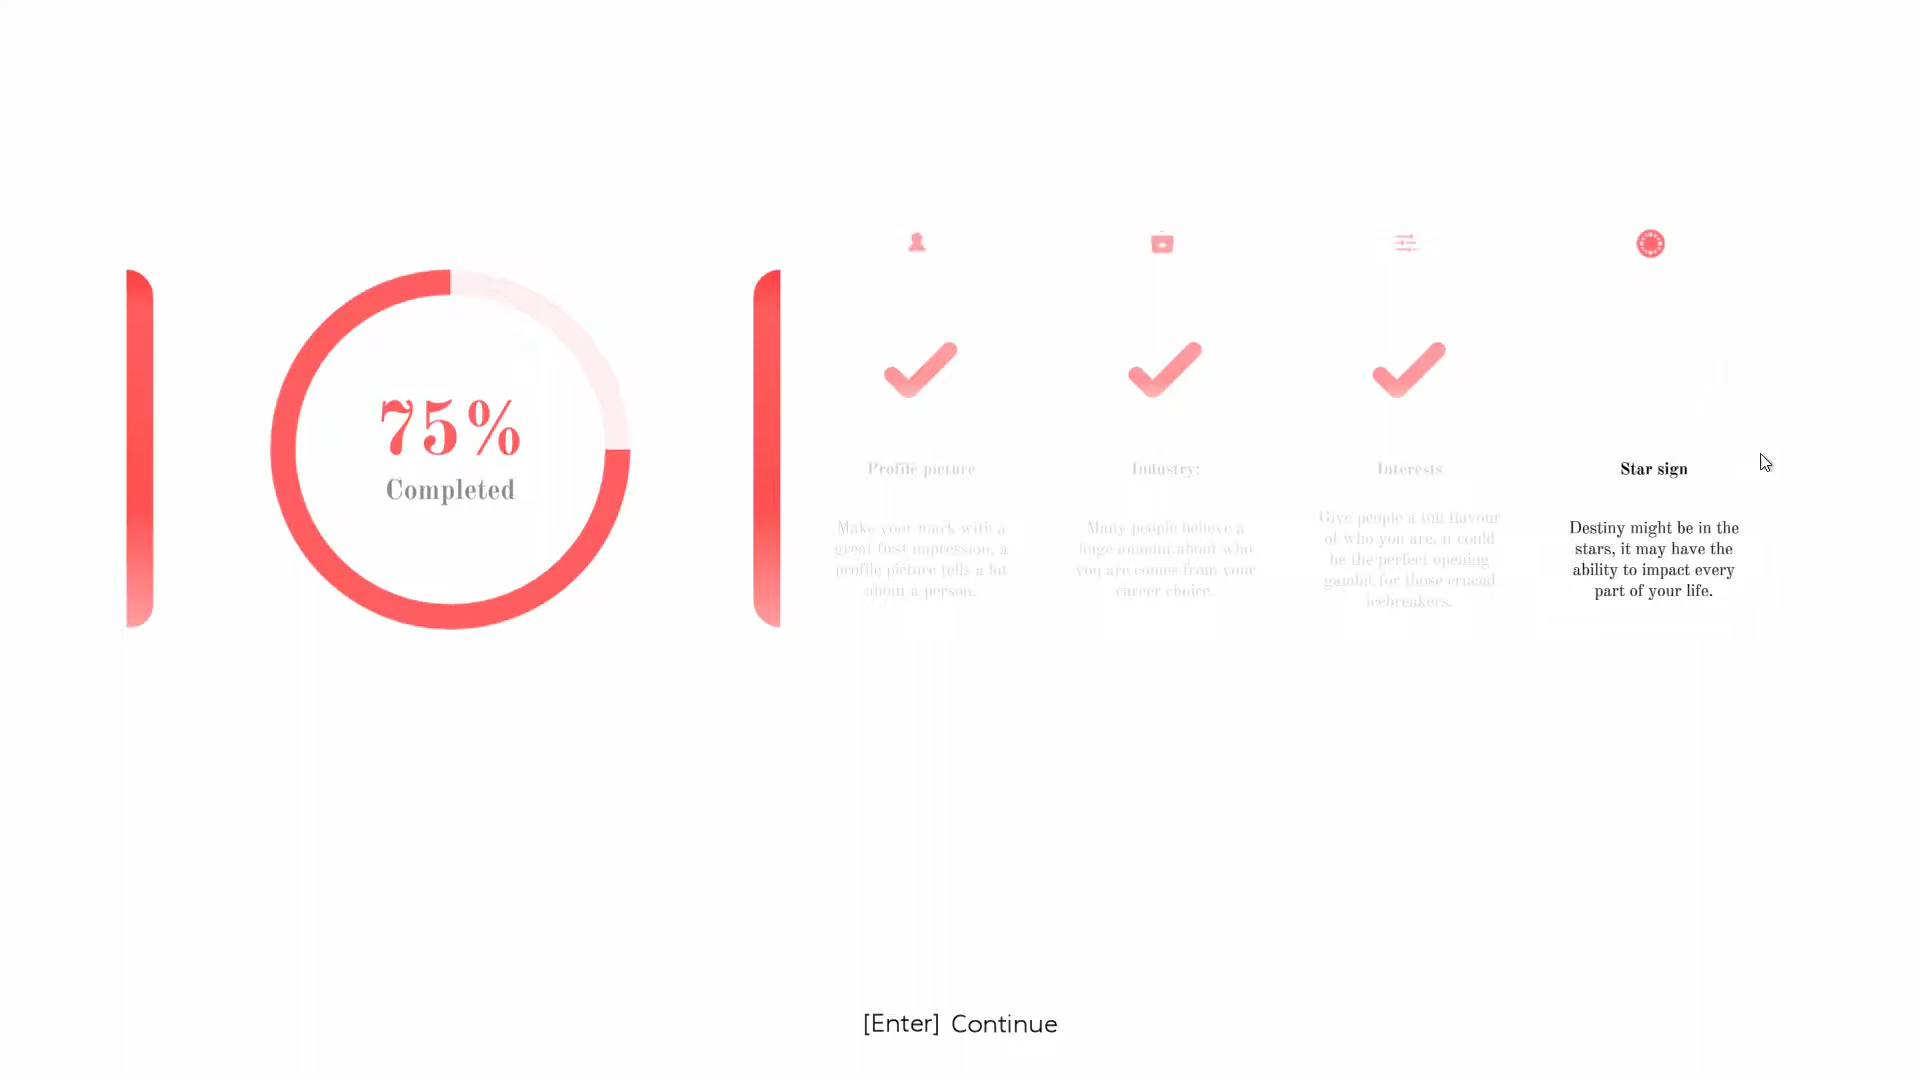 75%
Completed
Profile picture
Make your mark with a
great first impression, a
profile picture tells a lot
about a person.
Industry:
Many people believe a
huge amount about who
you are comes from your
career choice.
Interests
Give people a full flavour
of who you are, it could
be the perfect opening
gambit for those crucial
icebreakers.
Star sign
Destiny might be in the
stars, it may have the
ability to impact every
part of your life.
[Enter] Continue